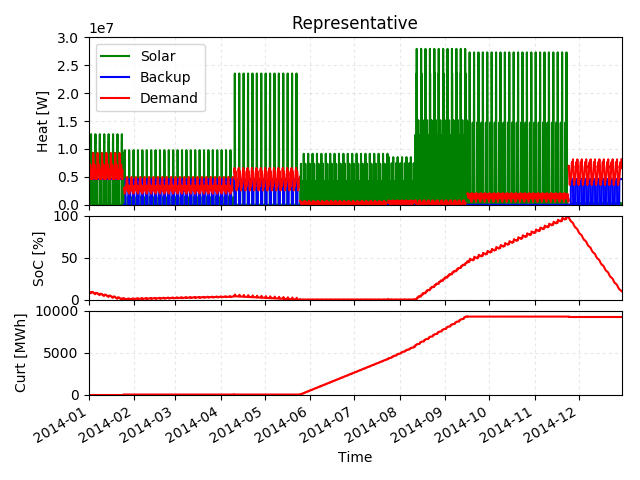 Representative
1e7
3.0
2.5
2.0
1.5
1.0
0.5
0.0
Heat [W]
Solar
Backup
Demand
100
50
0
SoC [%]
10000
5000
0
Curt [MWh]
2014-01
2014-02
2014-03
2014-04
2014-05
2014-06
2014-07
2014-08
2014-09
2014-10
2014-11
2014-12
Time